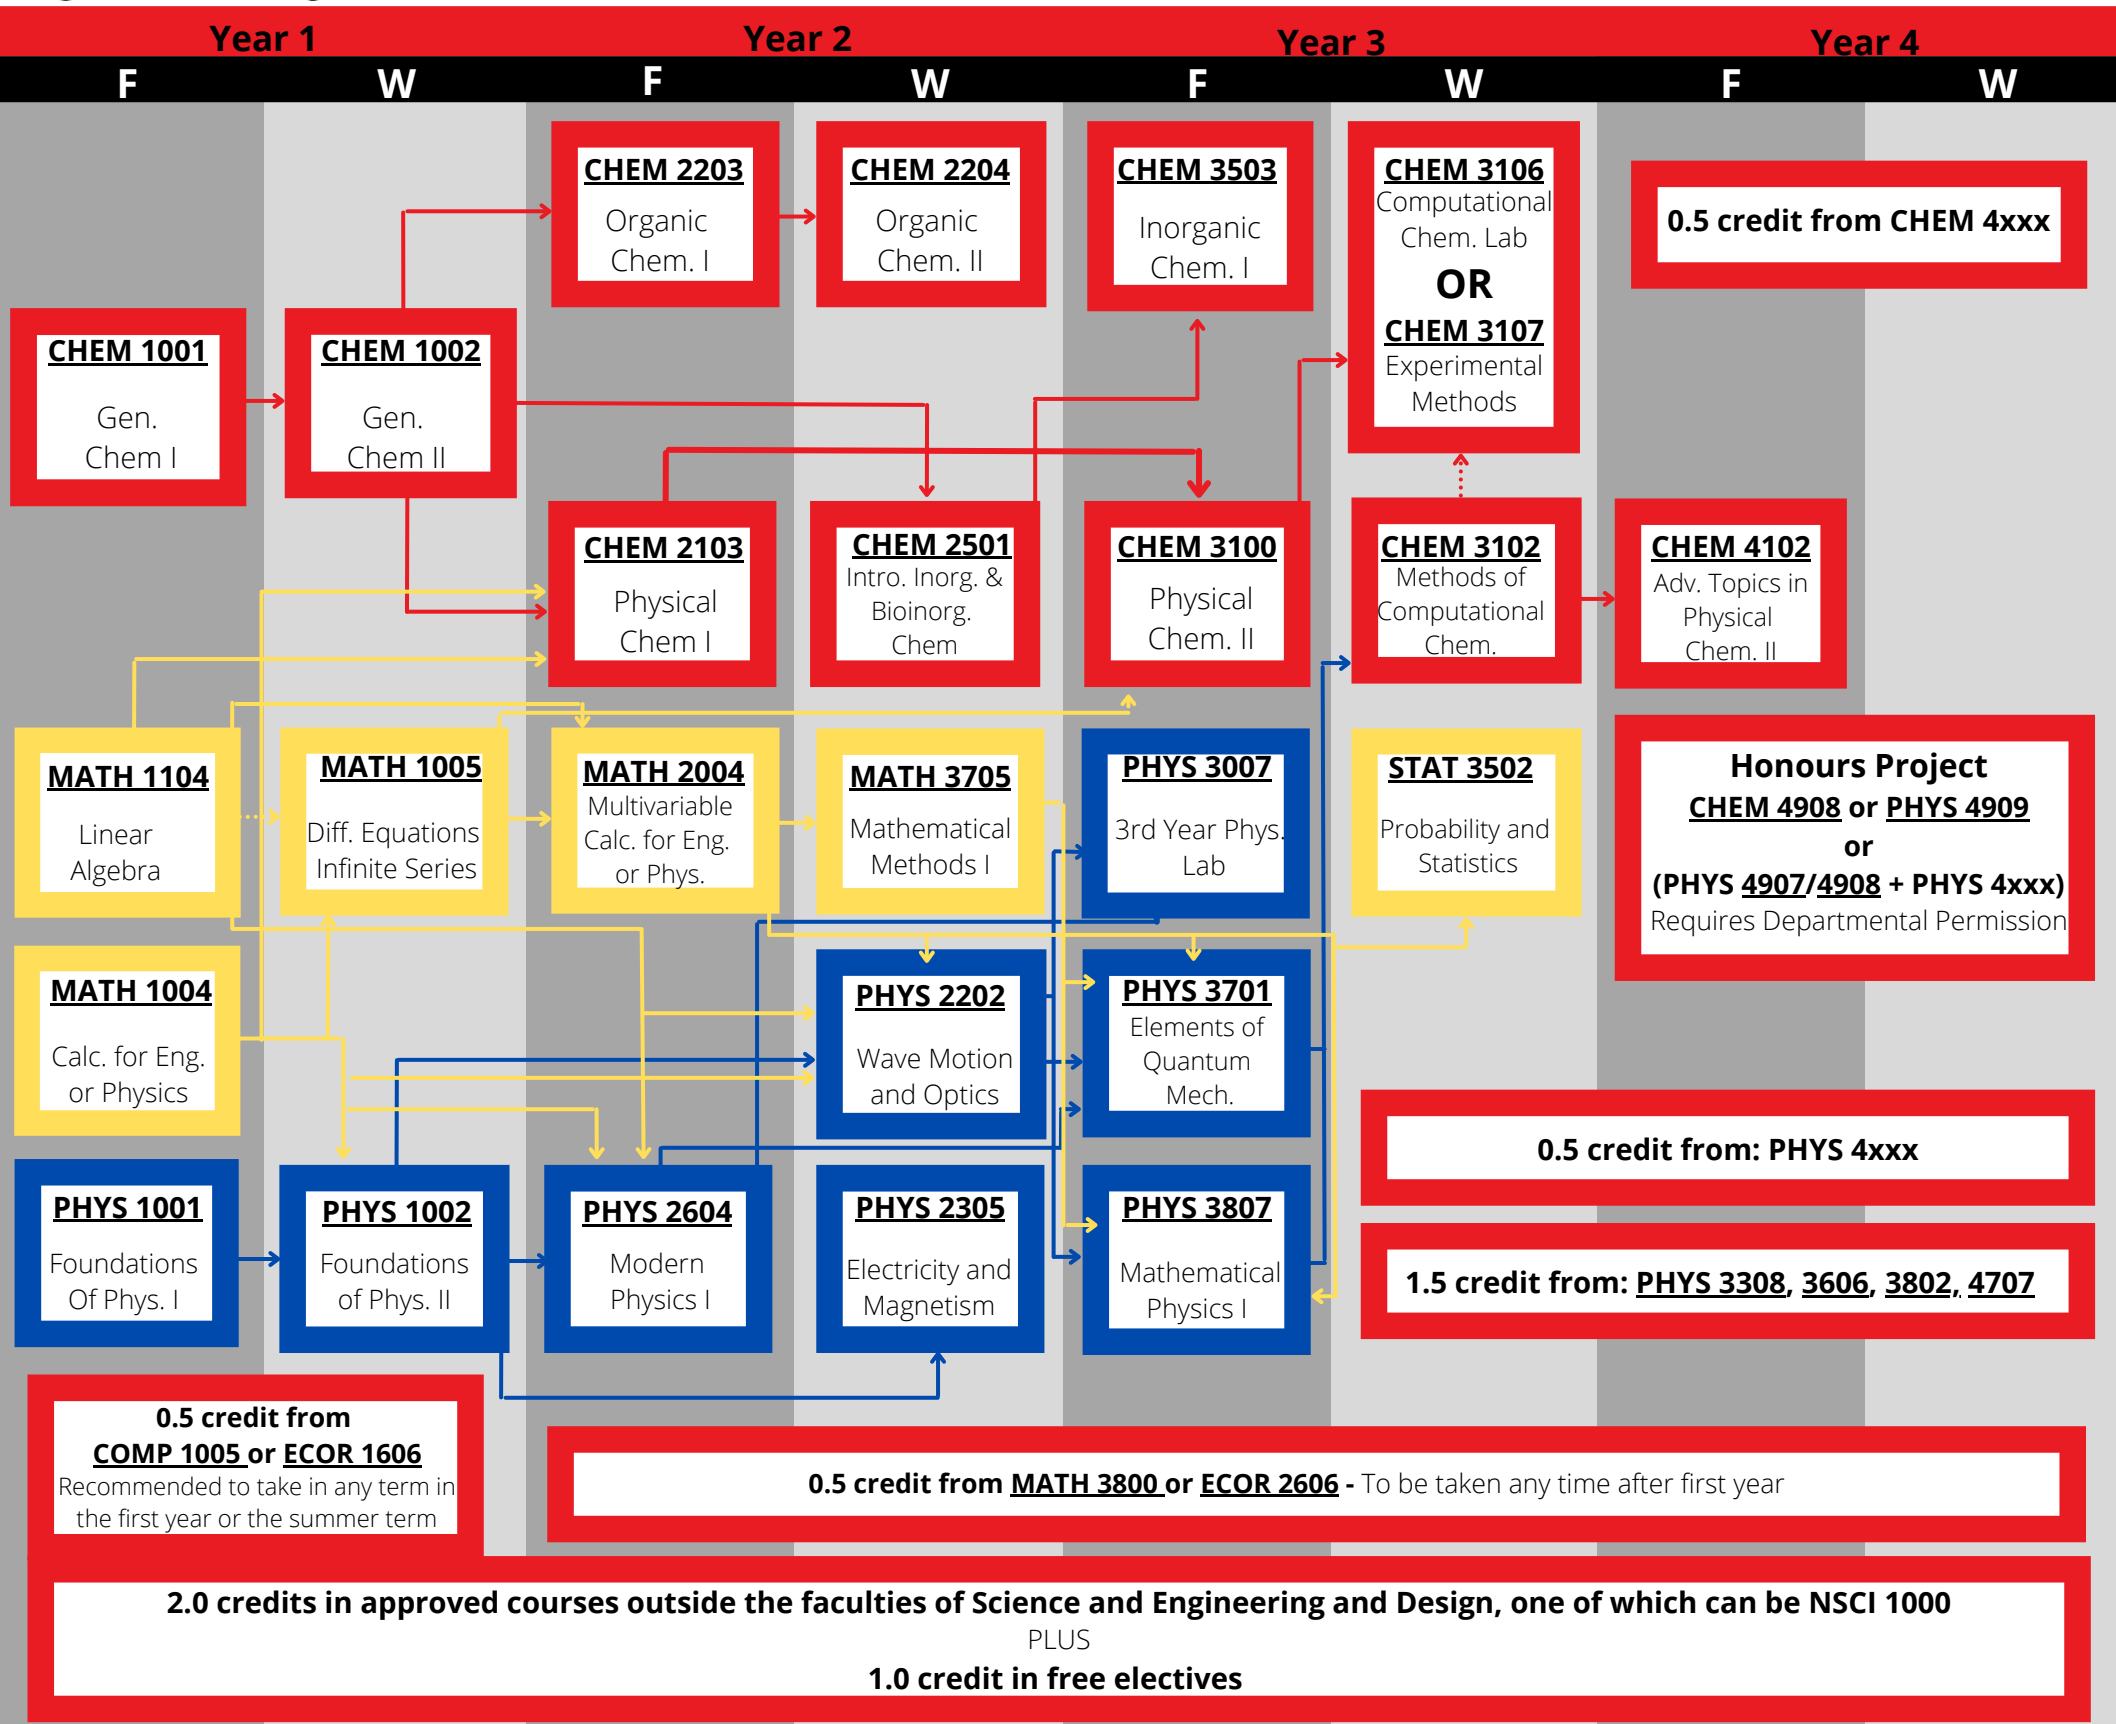 Year 1
Year 2
Year 3
Year 4
F
W
F
W
F
W
F
W
CHEM 2203
Organic
Chem. I
CHEM 2204
Organic
Chem. II
CHEM 3503
Inorganic
Chem. I
CHEM 3106
Computational
Chem. Lab
OR
CHEM 3107
Experimental
Methods
0.5 credit from CHEM 4xxx
CHEM 1001
Gen.
Chem I
CHEM 1002
Gen.
Chem II
CHEM 2103
Physical
Chem I
CHEM 2501
Intro. Inorg. &
Bioinorg.
Chem
CHEM 3100
Physical
Chem. II
CHEM 3102
Methods of
Computational
Chem.
CHEM 4102
Adv. Topics in
Physical
Chem. II
MATH 1104
Linear
Algebra
MATH 1005
Diff. Equations
Infinite Series
MATH 2004
Multivariable
Calc. for Eng.
or Phys.
MATH 3705
Mathematical
Methods I
PHYS 3007
3rd Year Phys.
Lab
STAT 3502
Probability and
Statistics
Honours Project
CHEM 4908 or PHYS 4909
or
(PHYS 4907/4908 + PHYS 4xxx)
Requires Departmental Permission
MATH 1004
Calc. for Eng.
or Physics
PHYS 2202
Wave Motion
and Optics
PHYS 3701
Elements of
Quantum
Mech.
0.5 credit from: PHYS 4xxx
PHYS 1001
Foundations
Of Phys. I
PHYS 1002
Foundations
of Phys. II
PHYS 2604
Modern
Physics I
PHYS 2305
Electricity and
Magnetism
PHYS 3807
Mathematical
Physics I
1.5 credit from: PHYS 3308, 3606, 3802, 4707
0.5 credit from
COMP 1005 or ECOR 1606
Recommended to take in any term in
the first year or the summer term
0.5 credit from MATH 3800 or ECOR 2606 - To be taken any time after first year
2.0 credits in approved courses outside the faculties of Science and Engineering and Design, one of which can be NSCI 1000
PLUS
1.0 credit in free electives